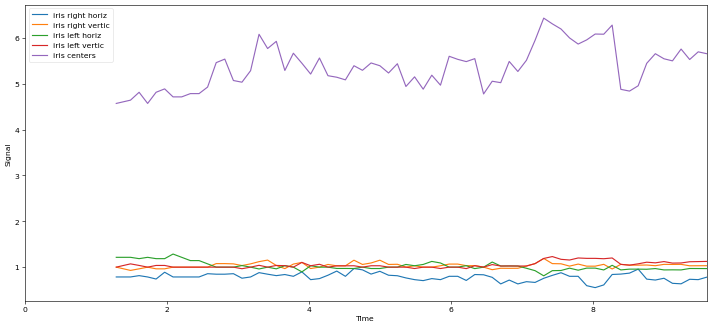 iris right horiz
iris right vertic
iris left horiz
iris left vertic
iris centers
6
5
4
3
2
1
Signal
0
2
4
6
8
Time